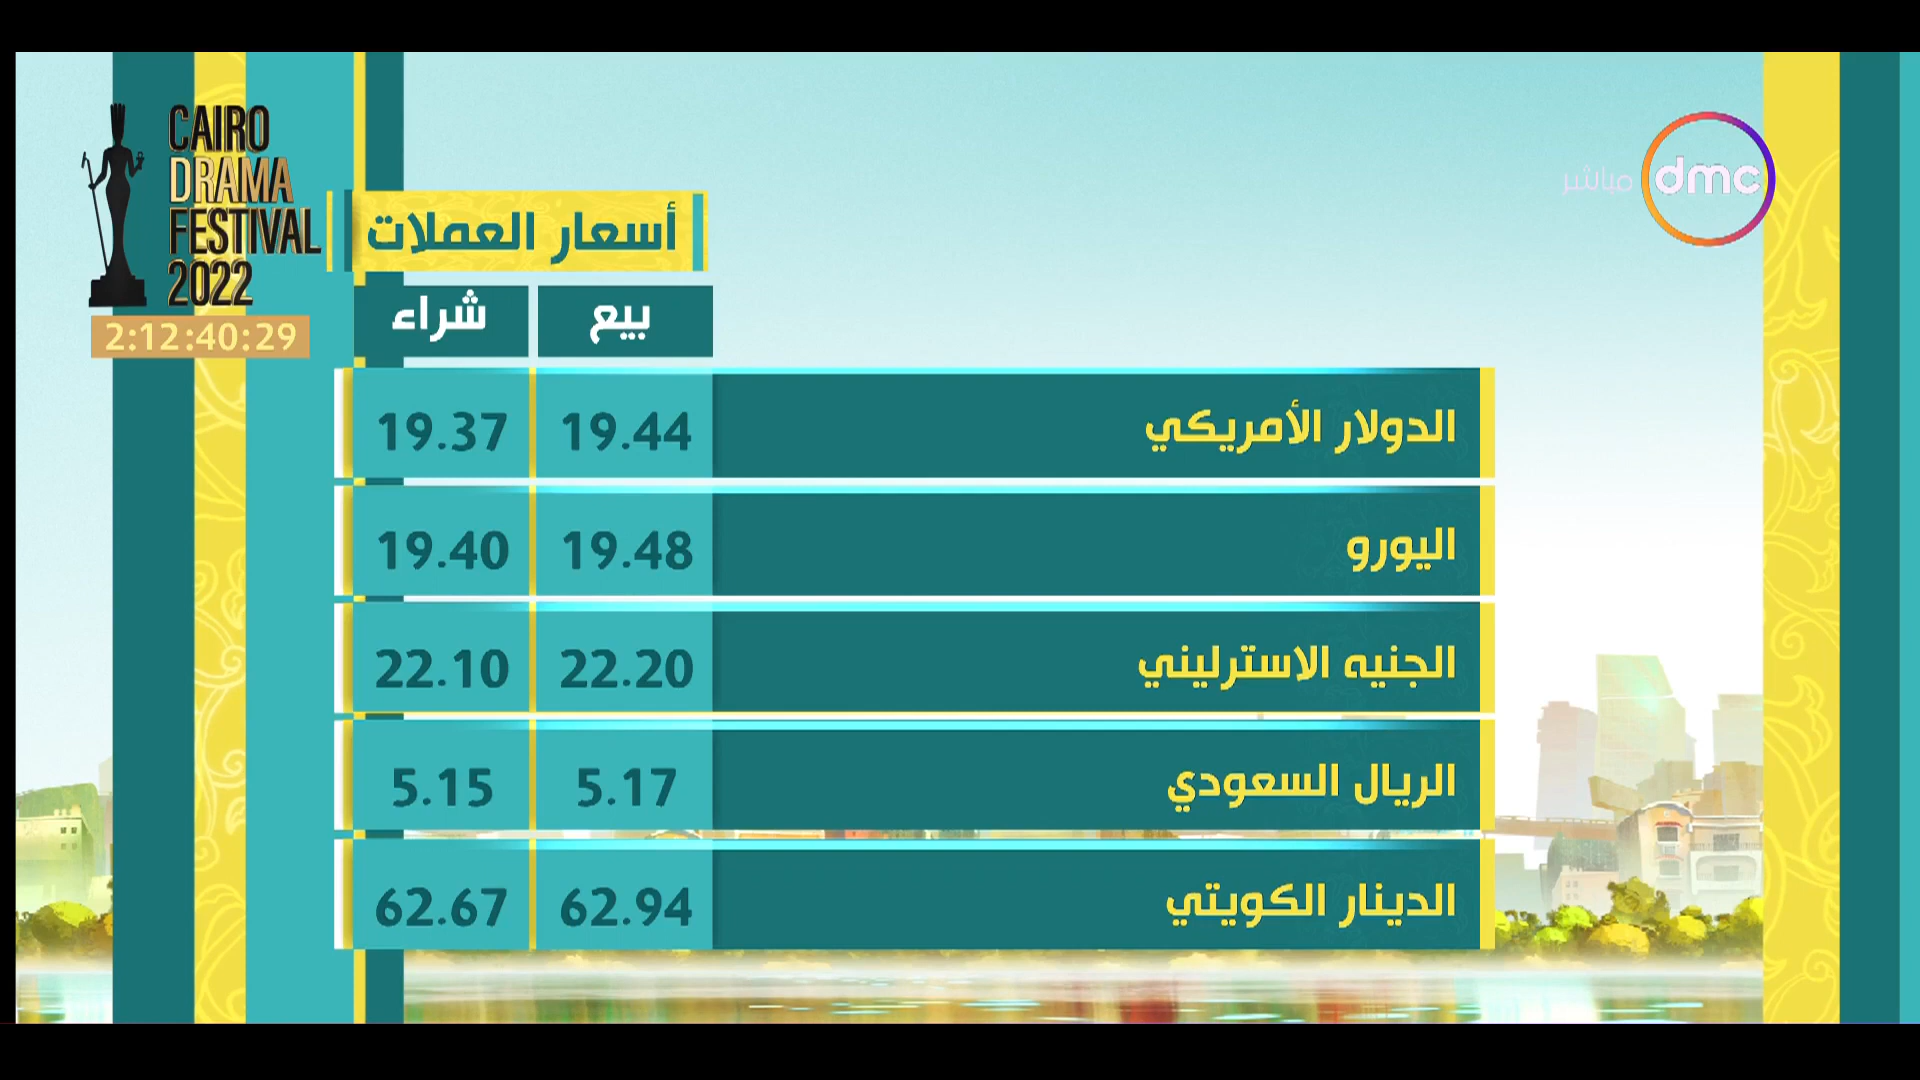 CAIRO
DRAMA
FESTIVAL
2022
2:12:40:29
dmc مباشر
أسعار العملات
بيع شراء
الدولار الأمريكي 19.44 19.37
اليورو 19.48 19.40
الجنيه الاسترليني 22.20 22.10
الريال السعودي 5.17 5.15
الدينار الكويتي 62.94 62.67